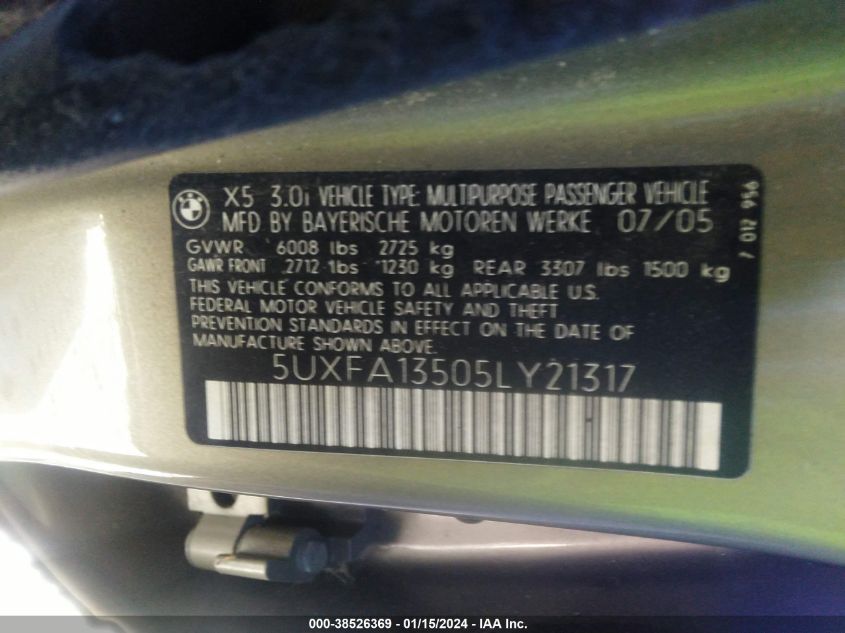 X5 3.0i VEHICLE TYPE: MULTIPURPOSE PASSENGER VEHICLE
MFD BY BAYERISCHE MOTOREN WERKE 07/05
GVWR 6008 lbs 2725 kg
GAWR FRONT 2712 lbs 1230 kg REAR 3307 lbs 1500 kg
THIS VEHICLE CONFORMS TO ALL APPLICABLE U.S.
FEDERAL MOTOR VEHICLE SAFETY AND THEFT
PREVENTION STANDARDS IN EFFECT ON THE DATE OF
MANUFACTURE SHOWN ABOVE.
5UXFA13505LY21317
7 012 956
000-38526369 - 01/15/2024 - IAA Inc.